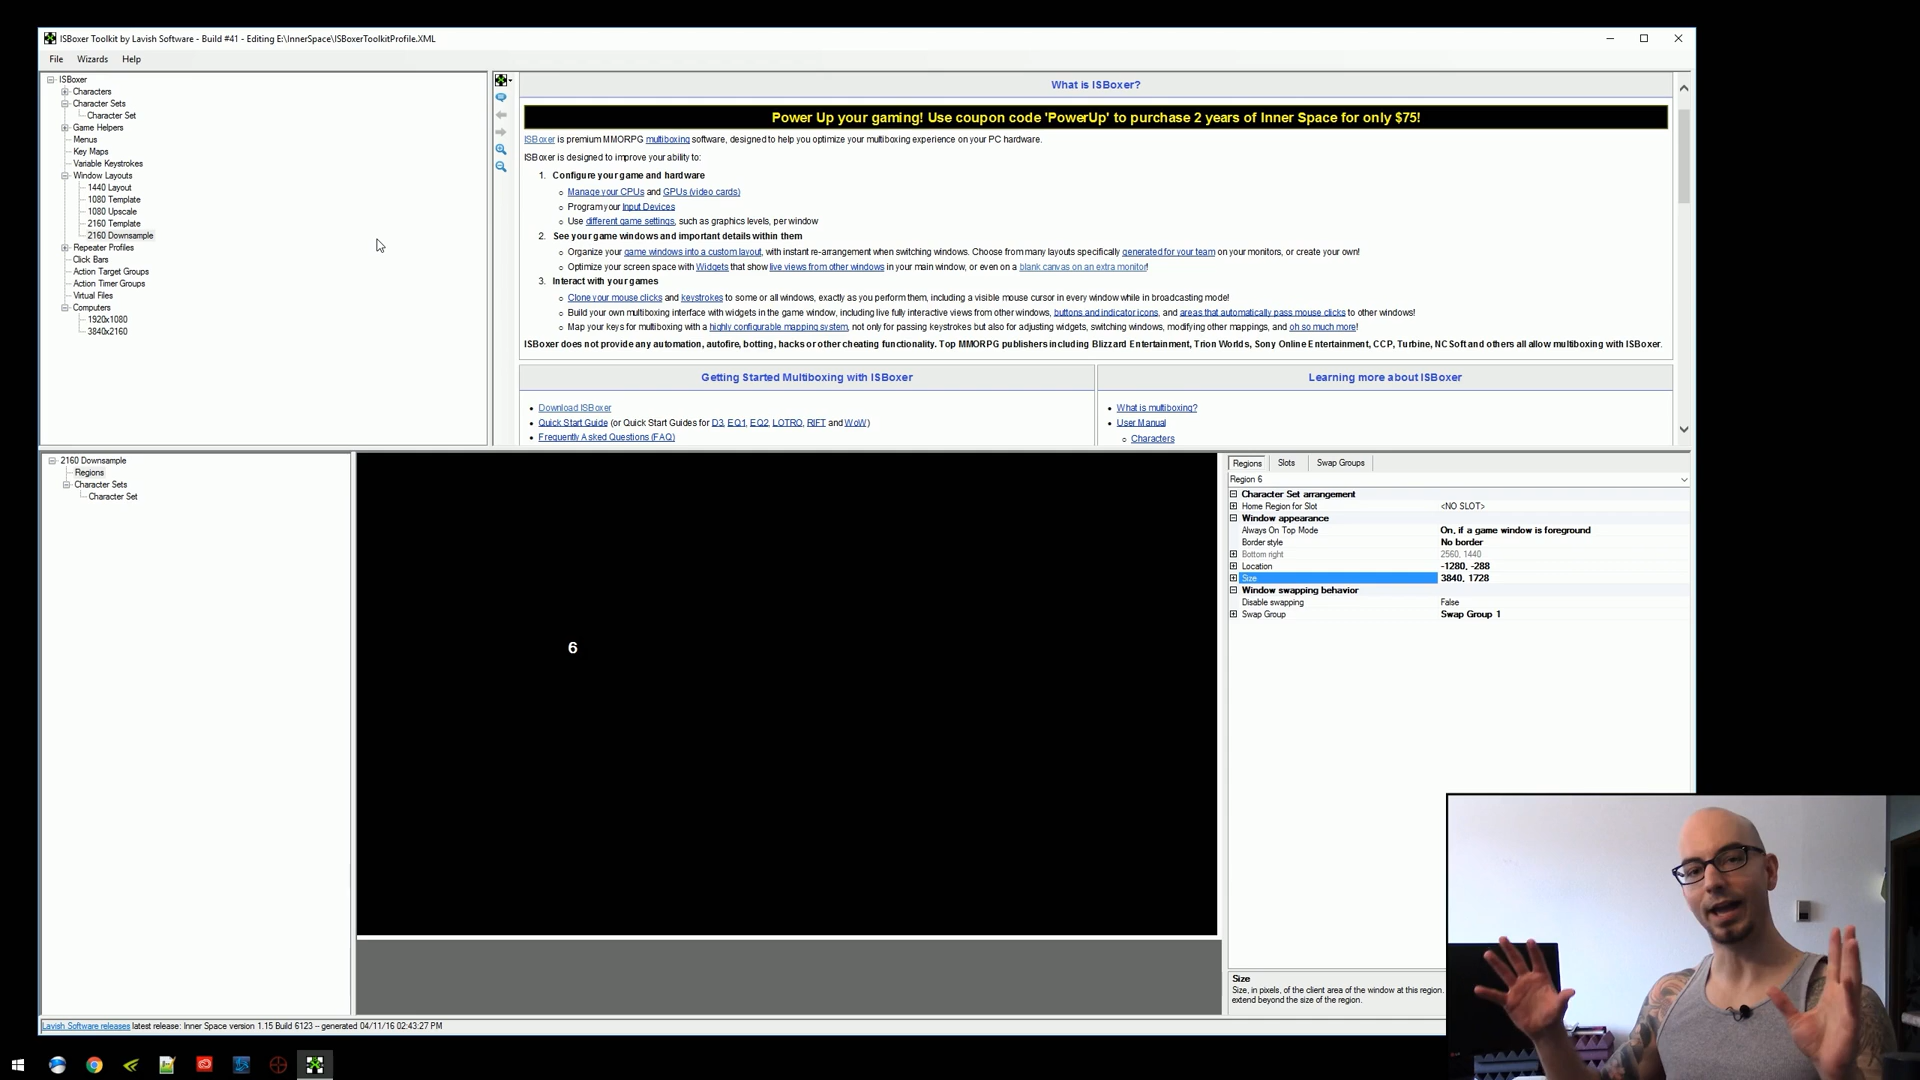 ISBoxer Toolkit by Lavish Software - Build #41 - Editing E:\InnerSpace\ISBoxerToolkitProfile.XML
File Wizards Help
ISBoxer
Characters
Character Sets
Character Set
Game Helpers
Menus
Key Maps
Variable Keystrokes
Window Layouts
1440 Layout
1080 Template
1080 Upscale
2160 Template
2160 Downsample
Repeater Profiles
Click Bars
Action Target Groups
Action Timer Groups
Virtual Files
Computers
1920x1080
3840x2160
What is ISBoxer?
Power Up your gaming! Use coupon code 'PowerUp' to purchase 2 years of Inner Space for only $75!
ISBoxer is premium MMORPG multiboxing software, designed to help you optimize your multiboxing experience on your PC hardware.
ISBoxer is designed to improve your ability to:
1. Configure your game and hardware
Manage your CPUs and GPUs (video cards)
Program your Input Devices
Use different game settings, such as graphics levels, per window
2. See your game windows and important details within them
Organize your game windows into a custom layout, with instant re-arrangement when switching windows. Choose from many layouts specifically generated for your team on your monitors, or create your own!
Optimize your screen space with Widgets that show live views from other windows in your main window, or even on a blank canvas on an extra monitor!
3. Interact with your games
Clone your mouse clicks and keystrokes to some or all windows, exactly as you perform them, including a visible mouse cursor in every window while in broadcasting mode!
Build your own multiboxing interface with widgets in the game window, including live fully interactive views from other windows, buttons and indicator icons, and areas that automatically pass mouse clicks to other windows!
Map your keys for multiboxing with a highly configurable mapping system, not only for passing keystrokes but also for adjusting widgets, switching windows, modifying other mappings, and oh so much more!
ISBoxer does not provide any automation, autofire, botting, hacks or other cheating functionality. Top MMORPG publishers including Blizzard Entertainment, Trion Worlds, Sony Online Entertainment, CCP, Turbine, NCSoft and others all allow multiboxing with ISBoxer.
Getting Started Multiboxing with ISBoxer
Download ISBoxer
Quick Start Guide (or Quick Start Guides for D3, EQ1, EQ2, LOTRO, RIFT and WoW)
Frequently Asked Questions (FAQ)
Learning more about ISBoxer
What is multiboxing?
User Manual
Characters
2160 Downsample
Regions
Character Sets
Character Set
6
Regions Slots Swap Groups
Region 6
Character Set arrangement
Home Region for Slot <NO SLOT>
Window appearance
Always On Top Mode On, if a game window is foreground
Border style No border
Bottom right 2560, 1440
Location -1280, -288
Size 3840, 1728
Window swapping behavior
Disable swapping False
Swap Group Swap Group 1
Size
Size, in pixels, of the client area of the window at this region.
extend beyond the size of the region.
Lavish Software releases latest release: Inner Space version 1.15 Build 6123 -- generated 04/11/16 02:43:27 PM